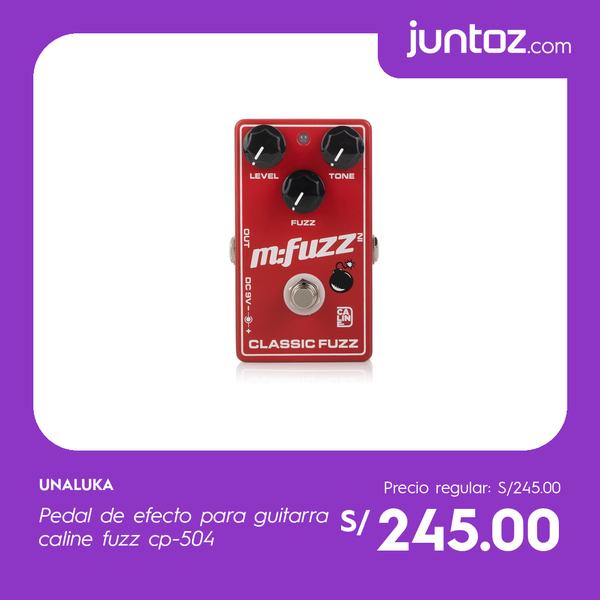 juntoz.com
LEVEL
TONE
FUZZ
OUT
IN
m:fuzz
DC 9V
CALINE
CLASSIC FUZZ
UNALUKA
Precio regular: S/245.00
Pedal de efecto para guitarra
caline fuzz cp-504
S/ 245.00